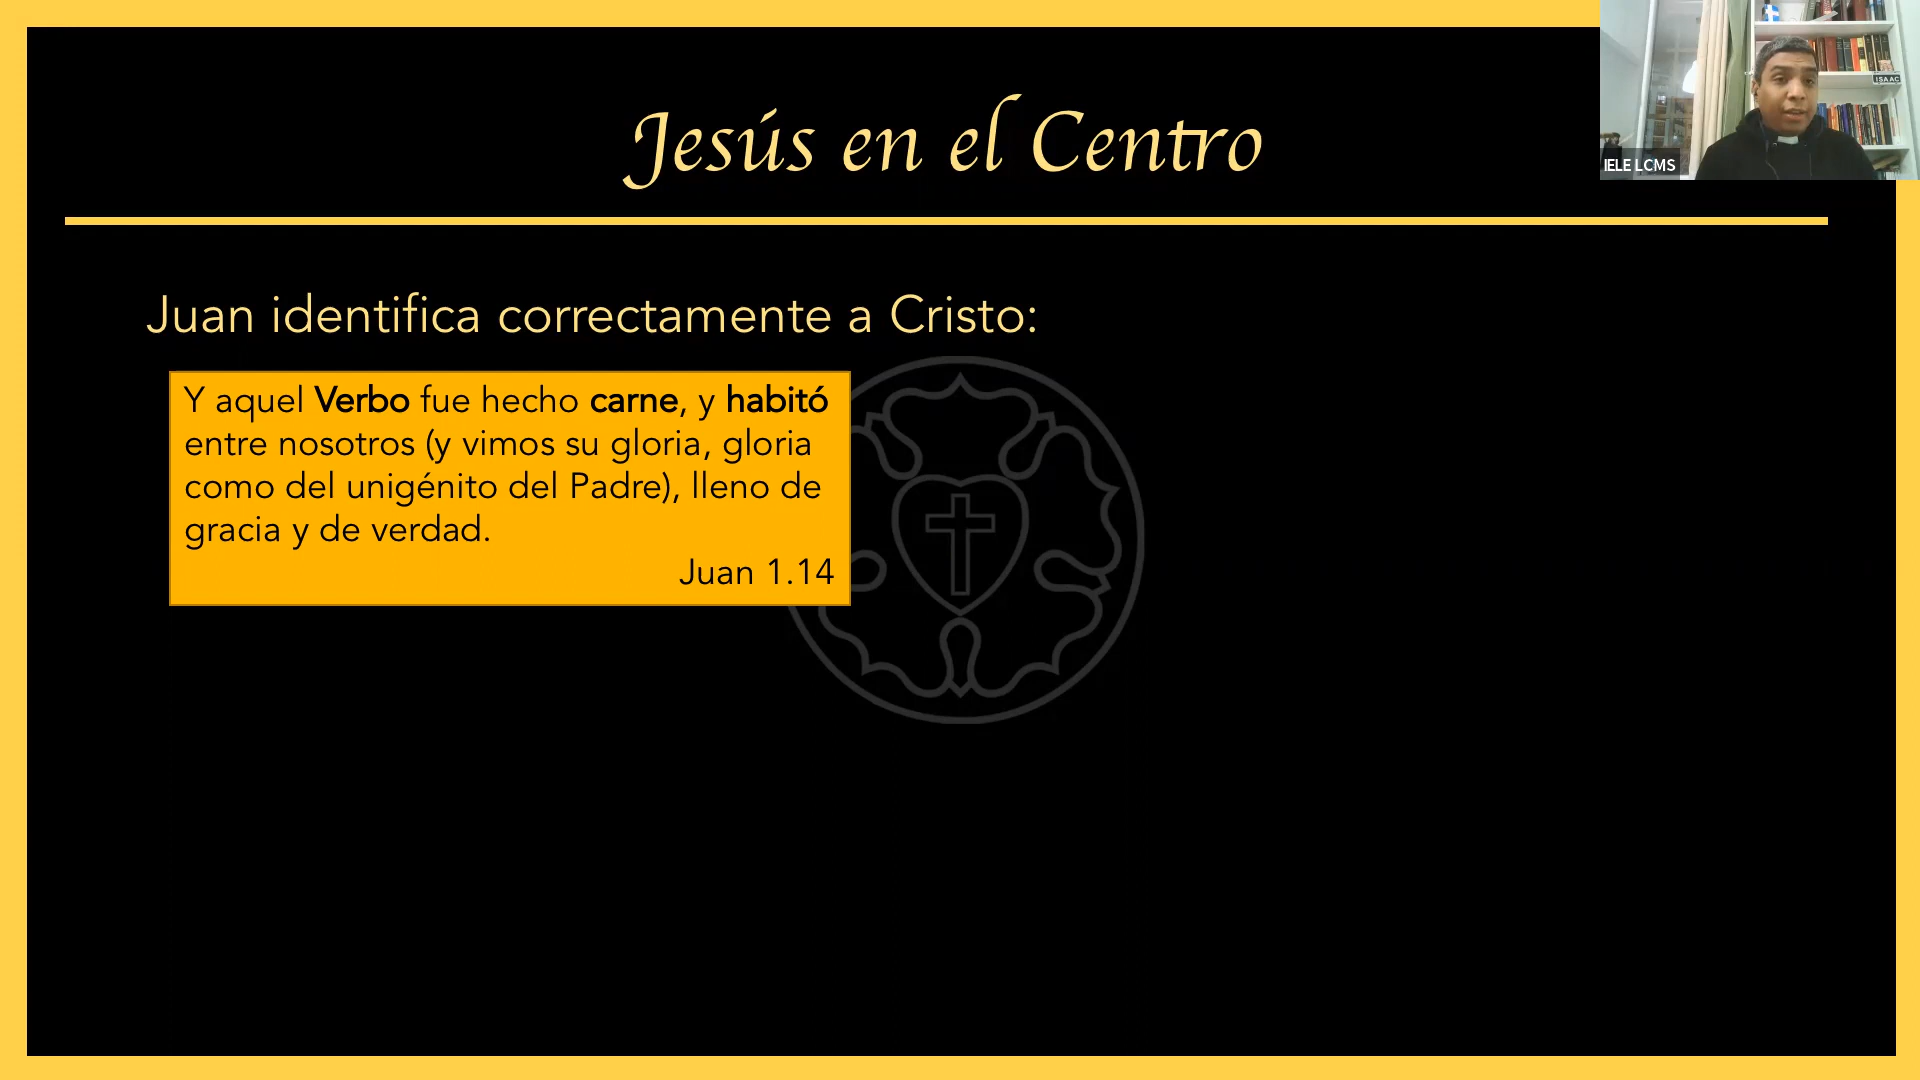 Jesús en el Centro
ISAAC
IELE LCMS
Juan identifica correctamente a Cristo:
Y aquel Verbo fue hecho carne, y habitó
entre nosotros (y vimos su gloria, gloria
como del unigénito del Padre), lleno de
gracia y de verdad.
Juan 1.14